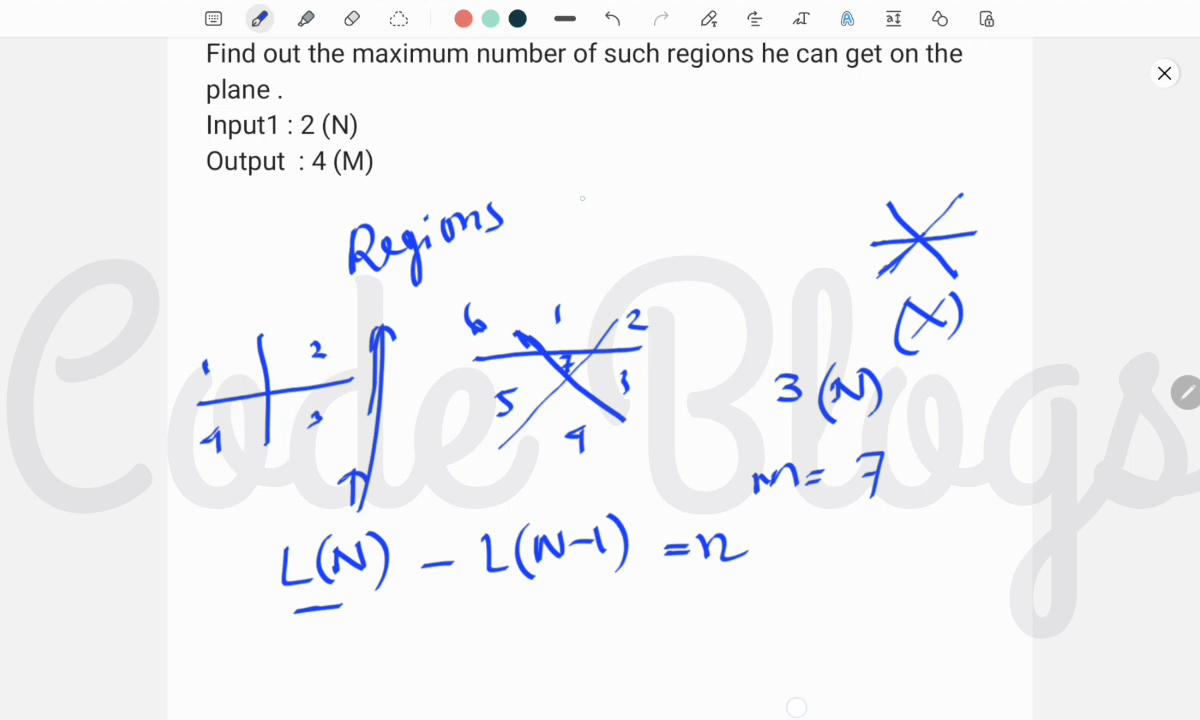 Find out the maximum number of such regions he can get on the
plane .
Input1 : 2 (N)
Output : 4 (M)
Regions
(X)
6 1 2
1 2
7
5 3
4 3
4
3 (N)
m = 7
L(N) - L(N-1) = n
Code Blogs